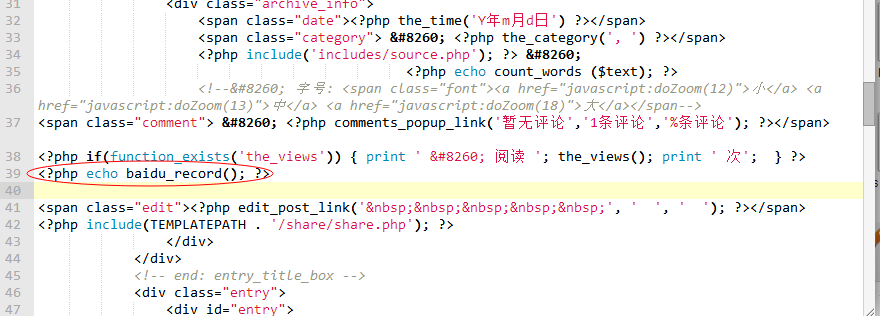 31 <div class="archive_info">
32 <span class="date"><?php the_time('Y年m月d日') ?></span>
33 <span class="category"> &#8260; <?php the_category(', ') ?></span>
34 <?php include('includes/source.php'); ?> &#8260;
35 <?php echo count_words ($text); ?>
36 <!--&#8260; 字号: <span class="font"><a href="javascript:doZoom(12)">小</a> <a
href="javascript:doZoom(13)">中</a> <a href="javascript:doZoom(18)">大</a></span-->
37 <span class="comment"> &#8260; <?php comments_popup_link('暂无评论','1条评论','%条评论'); ?></span>
38 <?php if(function_exists('the_views')) { print ' &#8260; 阅读 '; the_views(); print ' 次';  } ?>
39 <?php echo baidu_record(); ?>
40
41 <span class="edit"><?php edit_post_link('&nbsp;&nbsp;&nbsp;&nbsp;&nbsp;', '  ', '  '); ?></span>
42 <?php include(TEMPLATEPATH . '/share/share.php'); ?>
43 </div>
44 </div>
45 <!-- end: entry_title_box -->
46 <div class="entry">
47 <div id="entry">